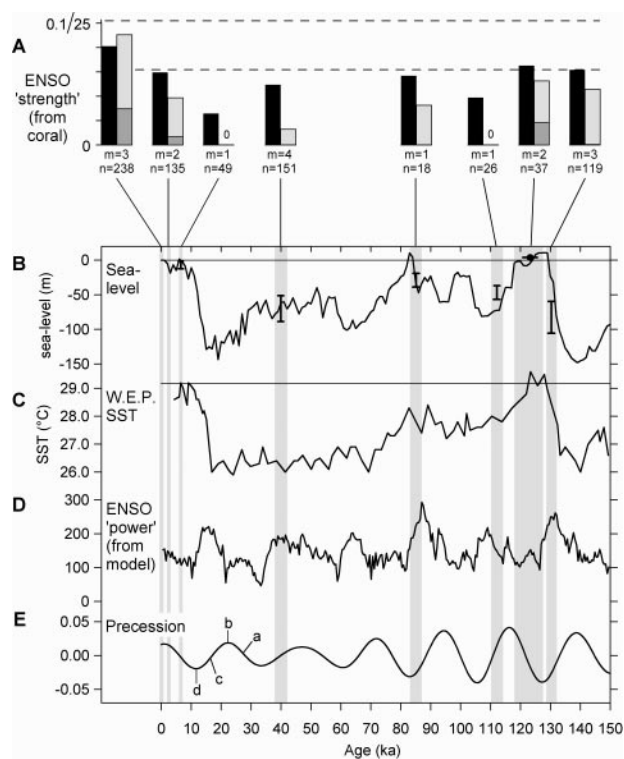 0.1/25
A
ENSO
'strength'
(from
coral)
0
0
0
m=3 m=2 m=1 m=4 m=1 m=1 m=2 m=3
n=238 n=135 n=49 n=151 n=18 n=26 n=37 n=119
B
Sea-
level
sea-level (m)
0
-50
-100
-150
C
W.E.P.
SST
SST (°C)
29.0
28.0
27.0
26.0
D
ENSO
'power'
(from
model)
300
200
100
0
E
Precession
0.05
0.00
-0.05
a
b
c
d
0 10 20 30 40 50 60 70 80 90 100 110 120 130 140 150
Age (ka)